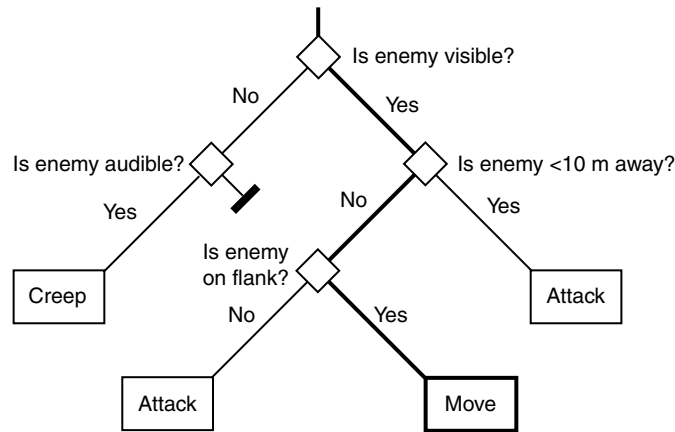 Is enemy visible?
No
Yes
Is enemy audible?
Is enemy <10 m away?
Yes
No
Yes
Is enemy
on flank?
Creep
Attack
No
Yes
Attack
Move